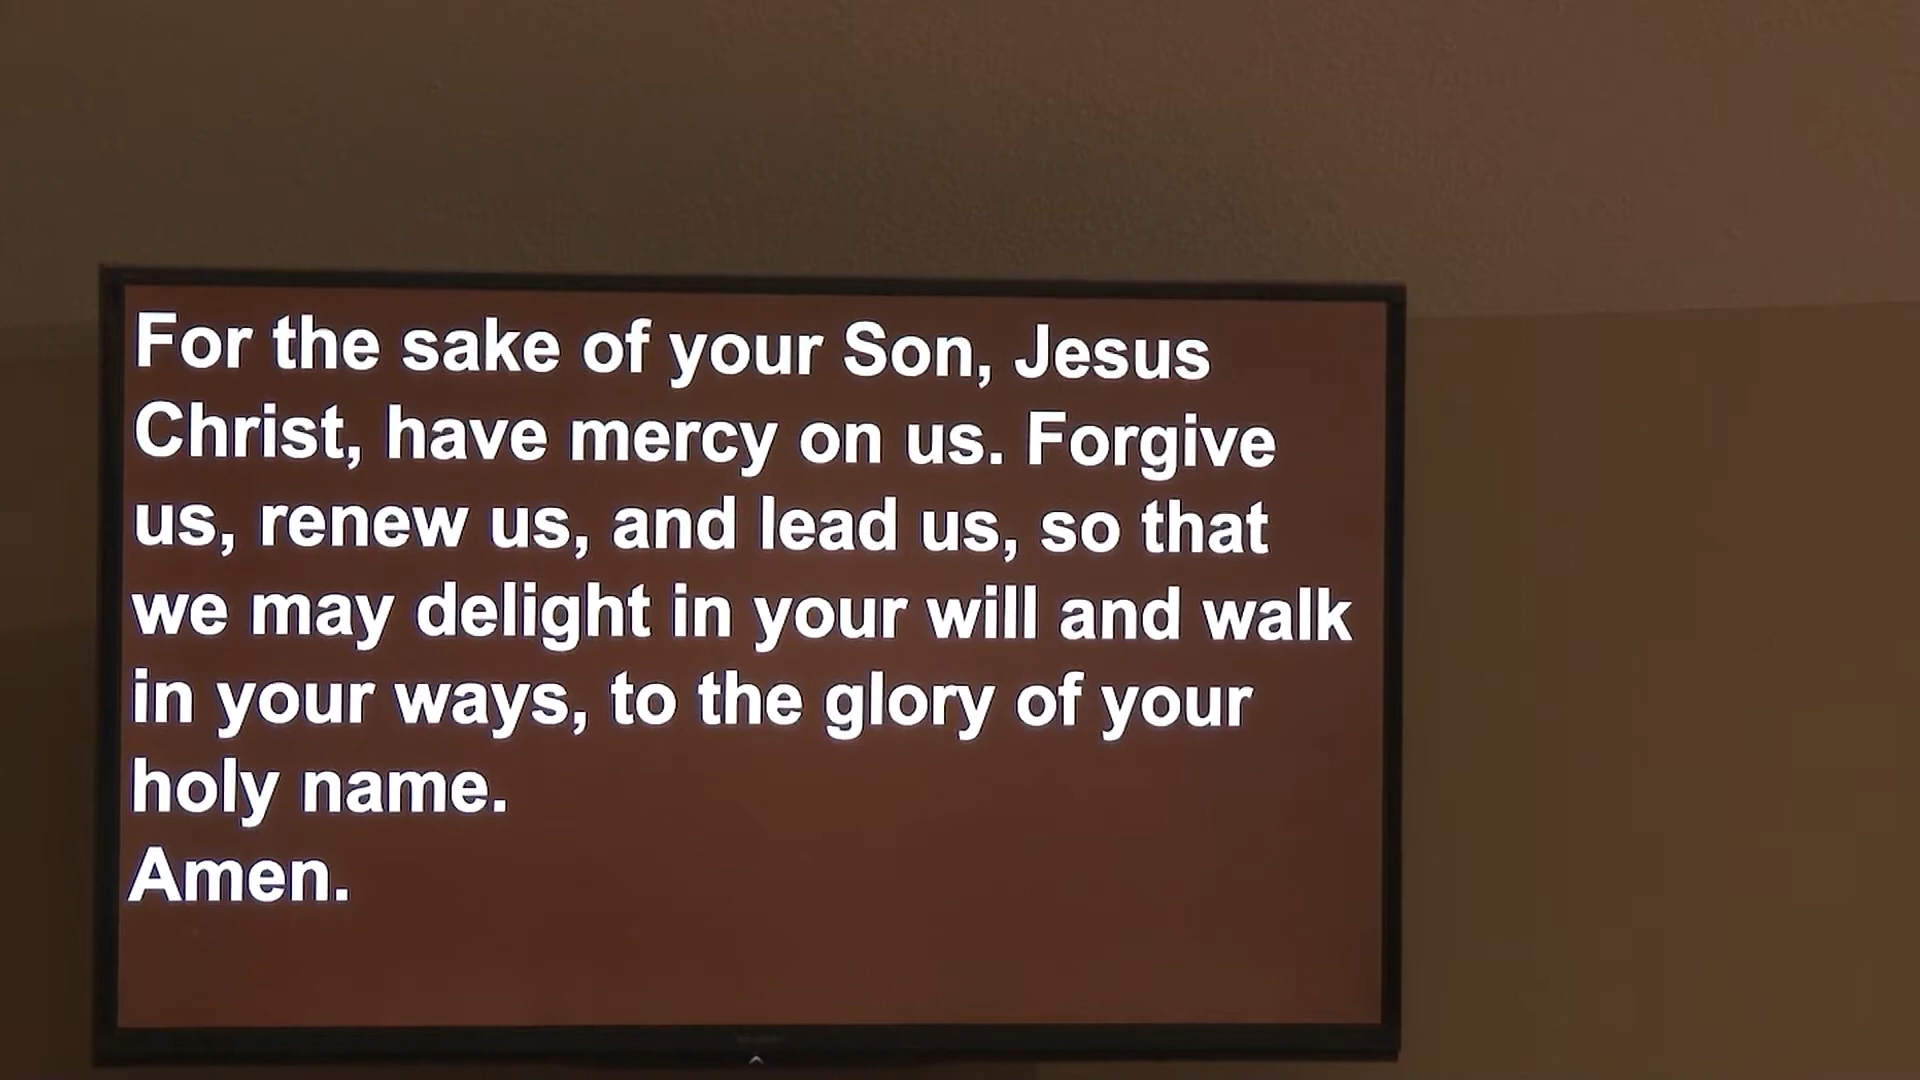 For the sake of your Son, Jesus
Christ, have mercy on us. Forgive
us, renew us, and lead us, so that
we may delight in your will and walk
in your ways, to the glory of your
holy name.
Amen.